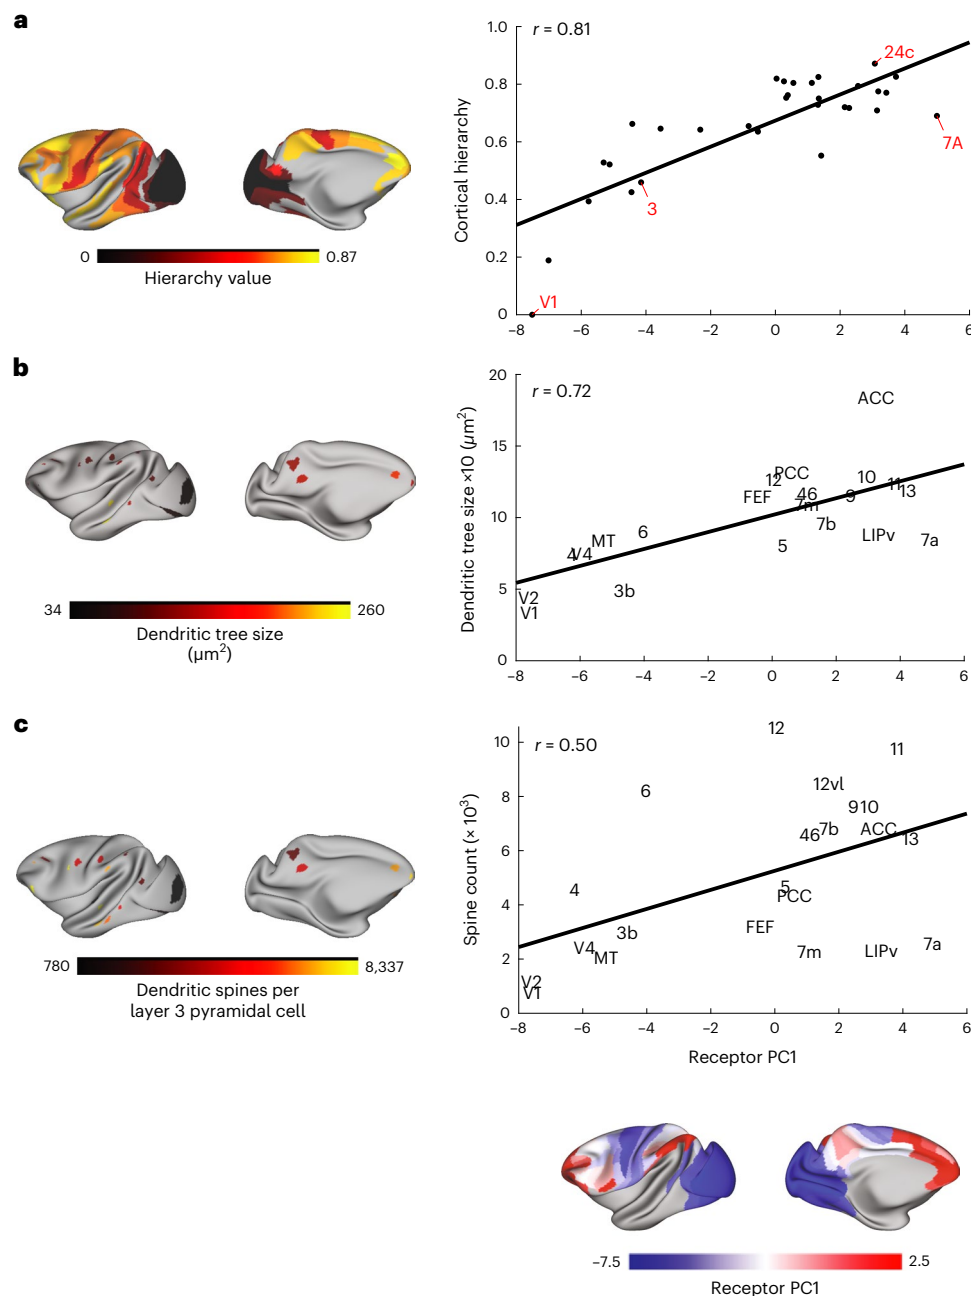 a
r = 0.81
Cortical hierarchy
1.0
0.8
0.6
0.4
0.2
0
24c
7A
3
V1
−8
−6
−4
−2
0
2
4
6
0
0.87
Hierarchy value
b
r = 0.72
Dendritic tree size ×10 (µm²)
20
15
10
5
0
ACC
PCC
12
10
11
13
FEF
46
9
7m
7b
6
MT
LIPv
7a
5
4
V4
3b
V2
V1
−8
−6
−4
−2
0
2
4
6
34
260
Dendritic tree size
(µm²)
c
r = 0.50
Spine count (× 10³)
10
8
6
4
2
0
12
11
12vl
6
9
10
7b
ACC
46
13
4
5
PCC
3b
FEF
V4
MT
7m
LIPv
7a
V2
V1
−8
−6
−4
−2
0
2
4
6
Receptor PC1
780
8,337
Dendritic spines per
layer 3 pyramidal cell
−7.5
2.5
Receptor PC1